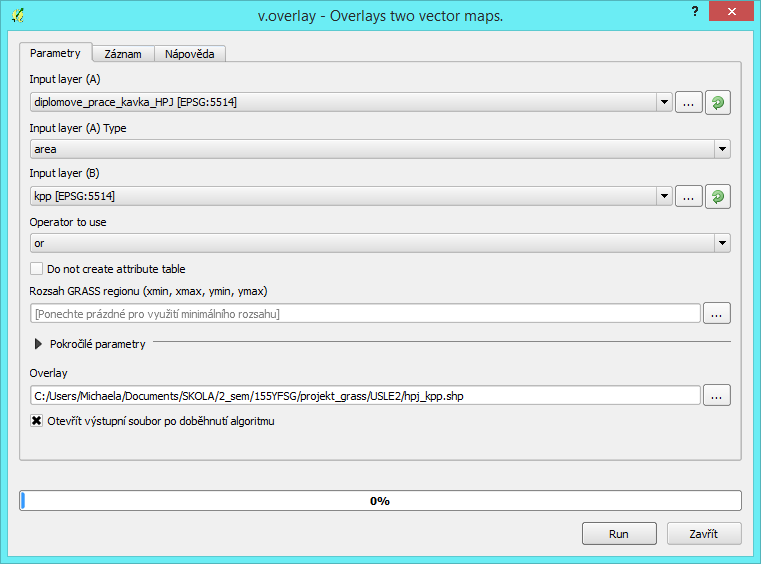 v.overlay - Overlays two vector maps.
?
Parametry Záznam Nápověda
Input layer (A)
diplomove_prace_kavka_HPJ [EPSG:5514]
...
Input layer (A) Type
area
Input layer (B)
kpp [EPSG:5514]
...
Operator to use
or
Do not create attribute table
Rozsah GRASS regionu (xmin, xmax, ymin, ymax)
[Ponechte prázdné pro využití minimálního rozsahu]
...
Pokročilé parametry
Overlay
C:/Users/Michaela/Documents/SKOLA/2_sem/155YFSG/projekt_grass/USLE2/hpj_kpp.shp
...
Otevřít výstupní soubor po doběhnutí algoritmu
0%
Run Zavřít